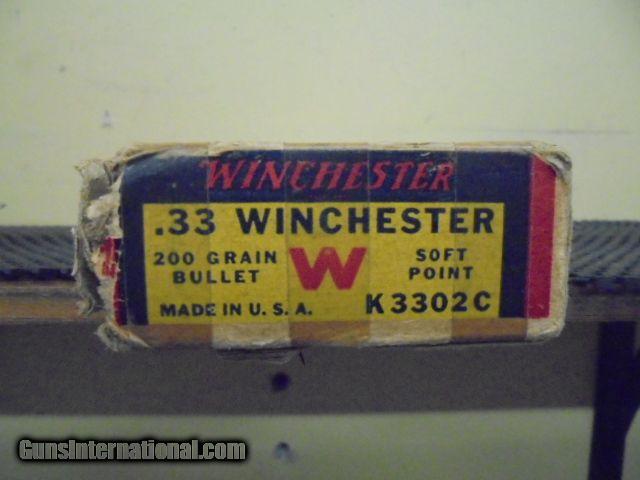 WINCHESTER
.33 WINCHESTER
200 GRAIN BULLET
W
SOFT POINT
MADE IN U.S.A.
K3302C
GunsInternational.com